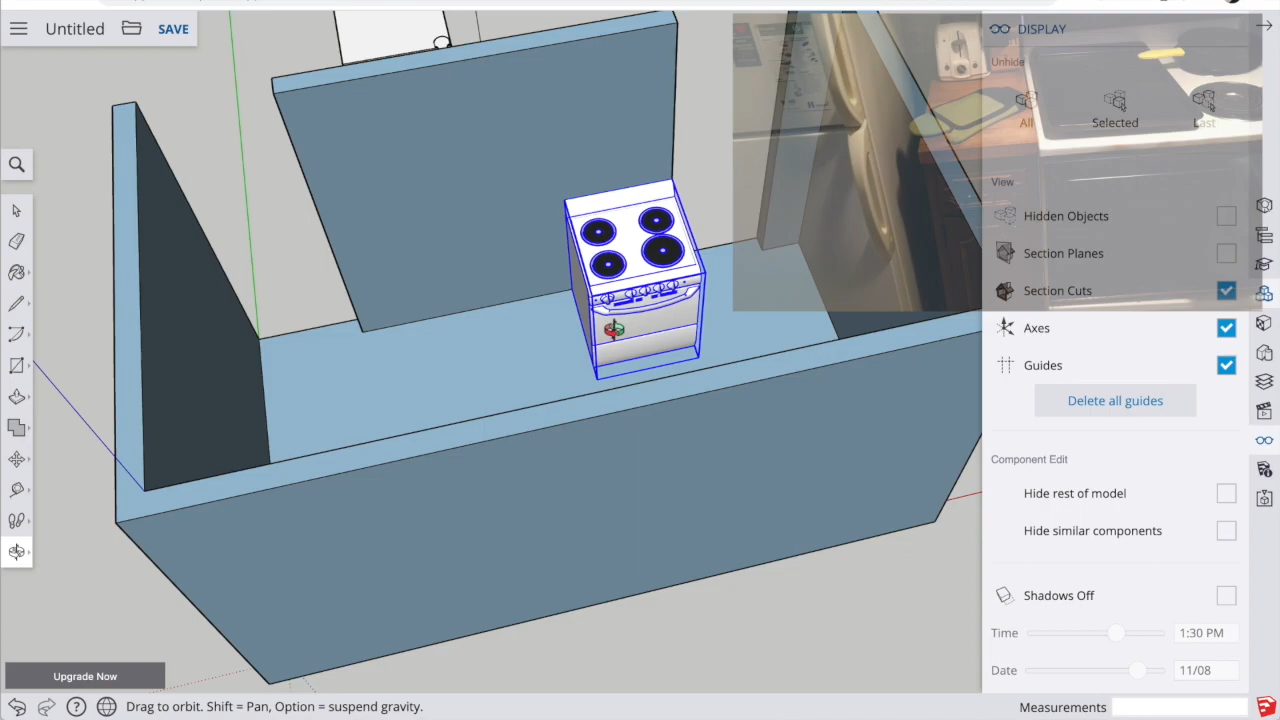 Untitled
SAVE
DISPLAY
Unhide
All
Selected
Last
View
Hidden Objects
Section Planes
Section Cuts
Axes
Guides
Delete all guides
Component Edit
Hide rest of model
Hide similar components
Shadows Off
Time
1:30 PM
Date
11/08
Upgrade Now
Drag to orbit. Shift = Pan, Option = suspend gravity.
Measurements